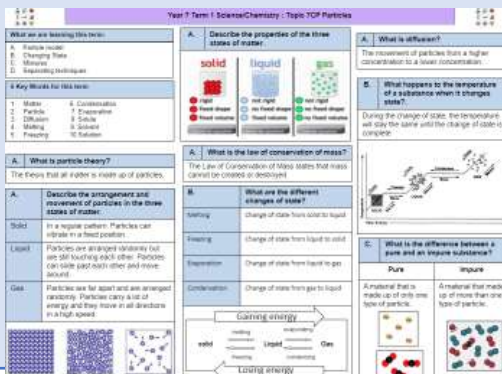 Year 7 Term 1 Science/Chemistry : Topic 7CP Particles
What we are learning this term:
A. Particle model
B. Changing State
C. Mixtures
D. Separating techniques
6 Key Words for this term:
1 Matter 6 Condensation
2 Particle 7 Evaporation
3 Diffusion 8 Solute
4 Melting 9 Solvent
5 Freezing 10 Solution
A. What is particle theory?
The theory that all matter is made up of particles.
A. Describe the arrangement and
movement of particles in the three
states of matter.
Solid In a regular pattern. Particles can
vibrate in a fixed position.
Liquid Particles are arranged randomly but
are still touching each other. Particles
can slide past each other and move
around.
Gas Particles are far apart and are arranged
randomly. Particles carry a lot of
energy and they move in all directions
in a high speed.
A. Describe the properties of the three
states of matter.
solid liquid gas
rigid not rigid not rigid
fixed shape no fixed shape no fixed shape
fixed volume fixed volume no fixed volume
A. What is the law of conservation of mass?
The Law of Conservation of Mass states that mass
cannot be created or destroyed.
B. What are the different
changes of state?
Melting Change of state from solid to liquid
Freezing Change of state from liquid to solid
Evaporation Change of state from liquid to gas
Condensation Change of state from gas to liquid
Gaining energy
melting evaporating
solid Liquid Gas
freezing condensing
Losing energy
A. What is diffusion?
The movement of particles from a higher
concentration to a lower concentration.
B. What happens to the temperature
of a substance when it changes
state?
During the change of state, the temperature
will stay the same until the change of state is
complete.
C. What is the difference between a
pure and an impure substance?
Pure Impure
A material that is
made up of only one
type of particle.
A material that made
up of more than one
type of particle.